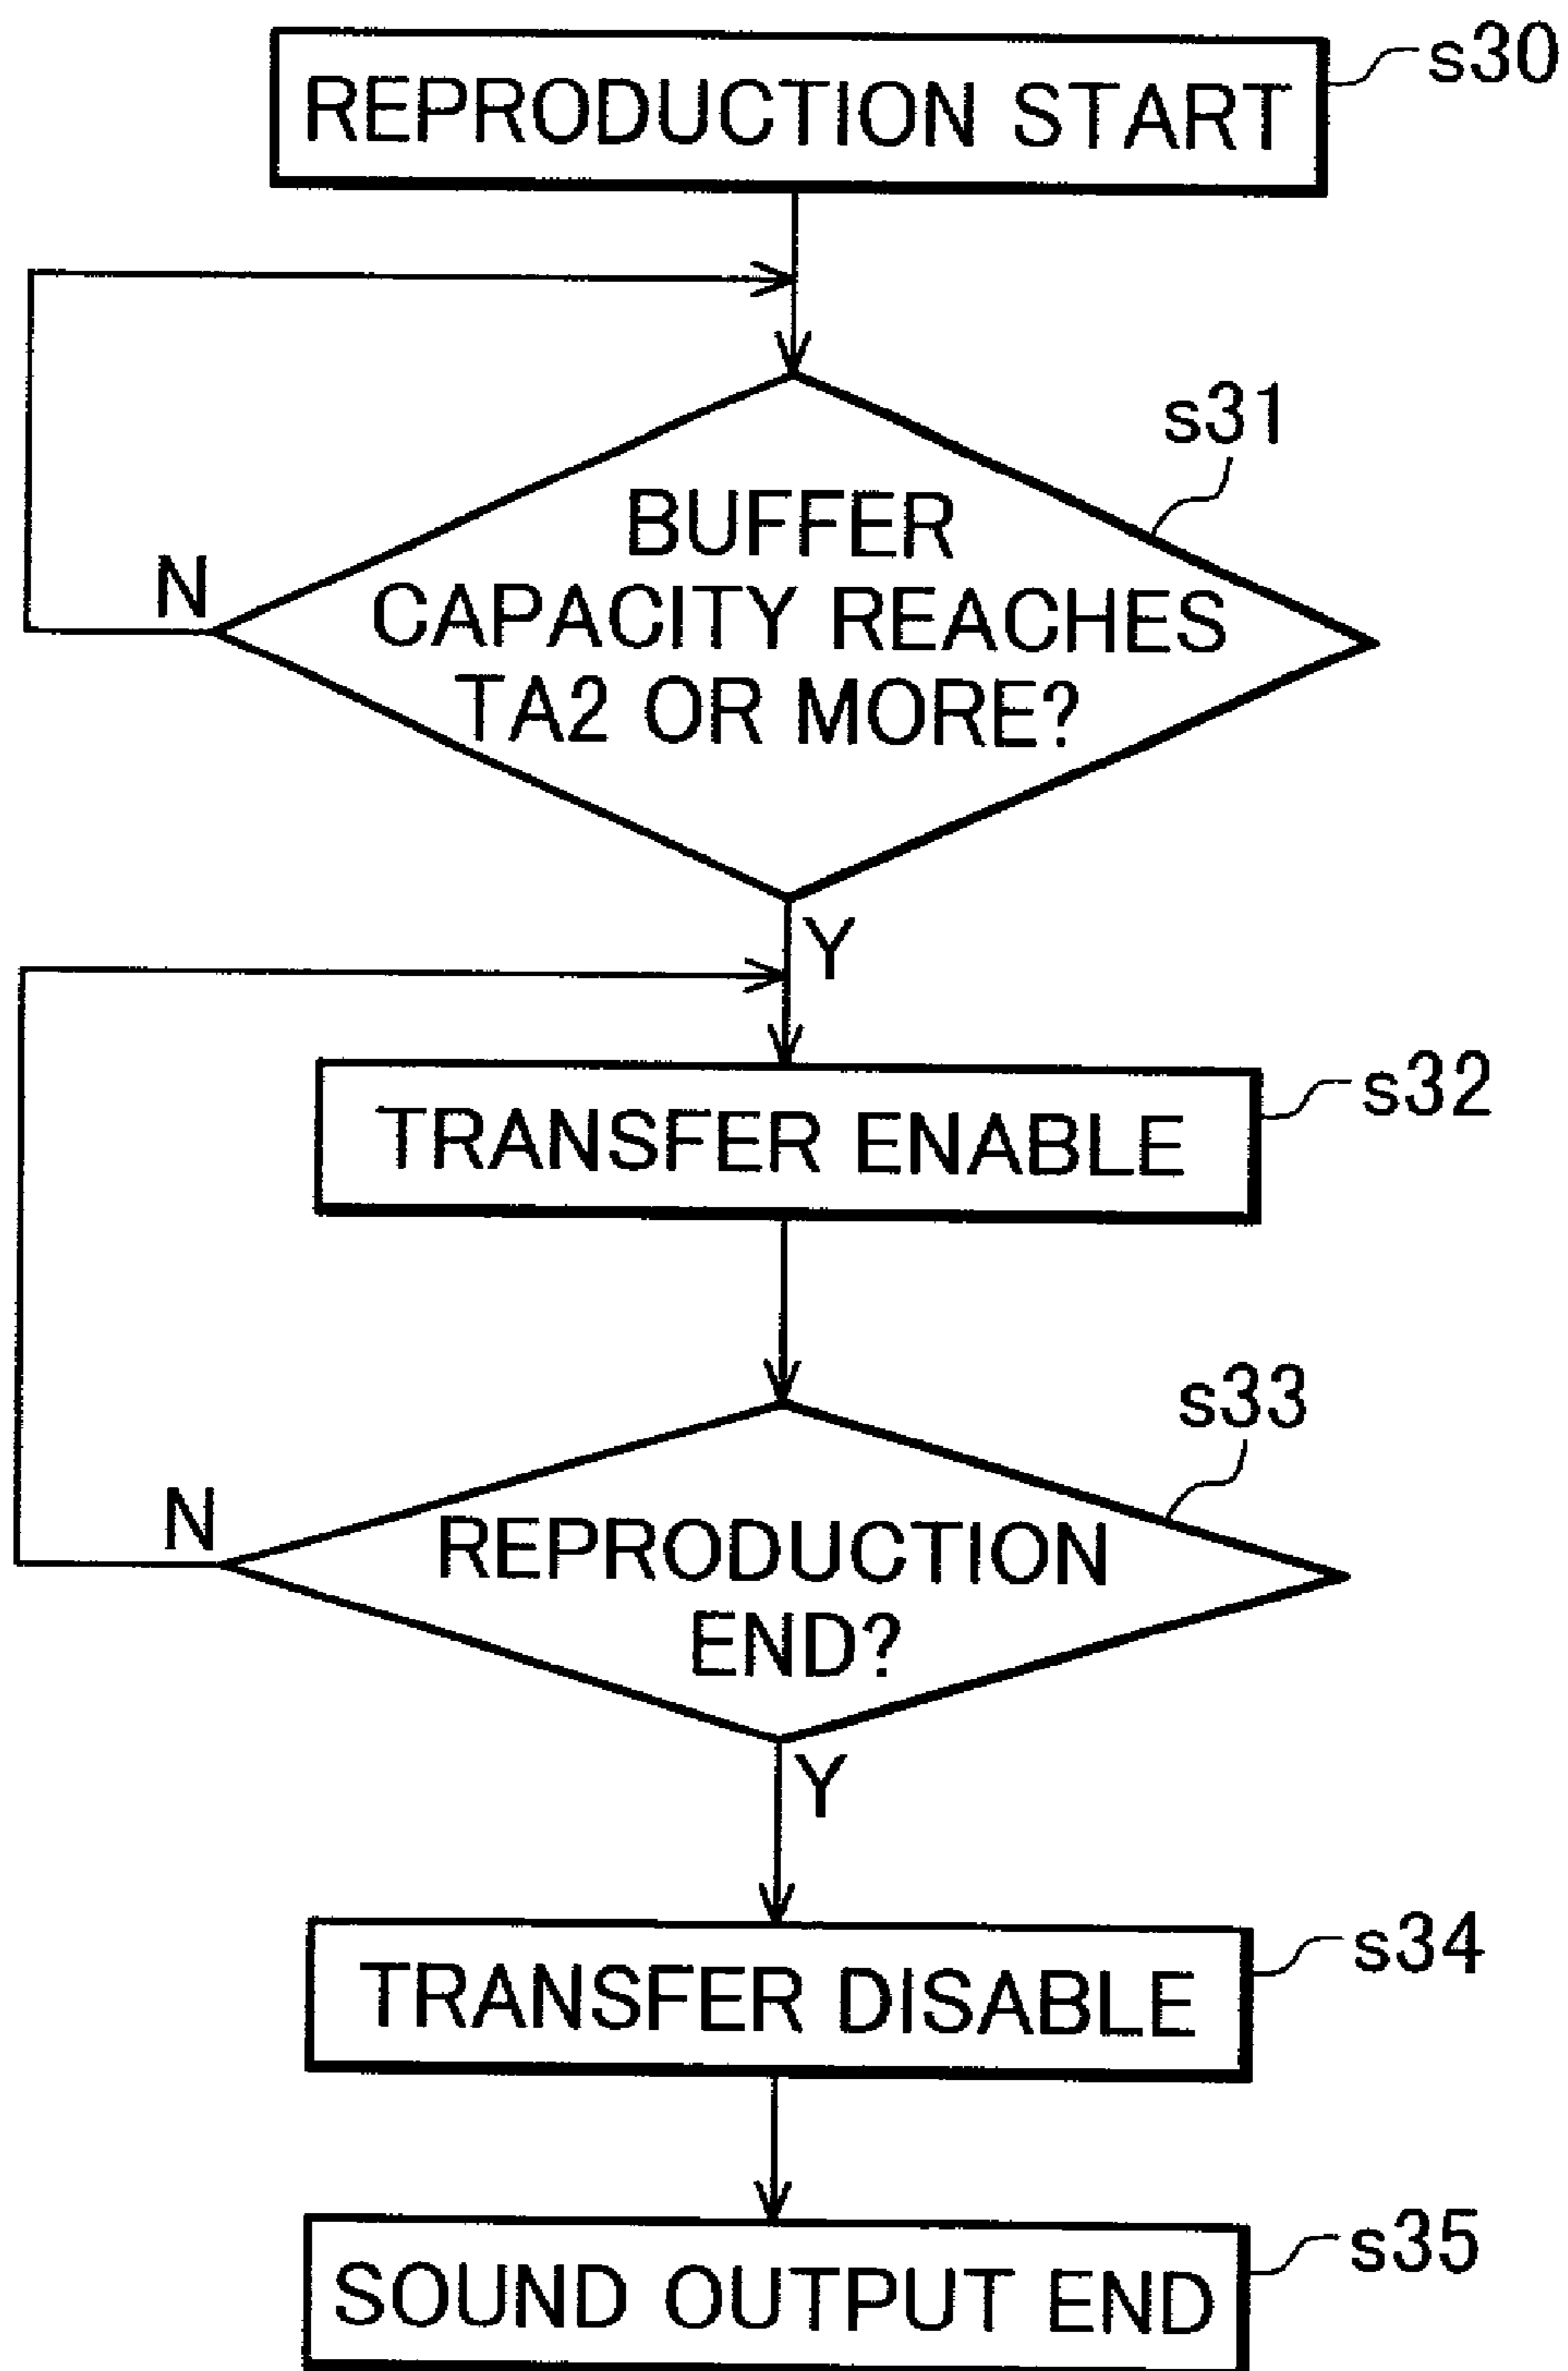 REPRODUCTION START
s30
s31
BUFFER
CAPACITY REACHES
TA2 OR MORE?
N
Y
TRANSFER ENABLE
s32
s33
REPRODUCTION
END?
N
Y
TRANSFER DISABLE
s34
SOUND OUTPUT END
s35